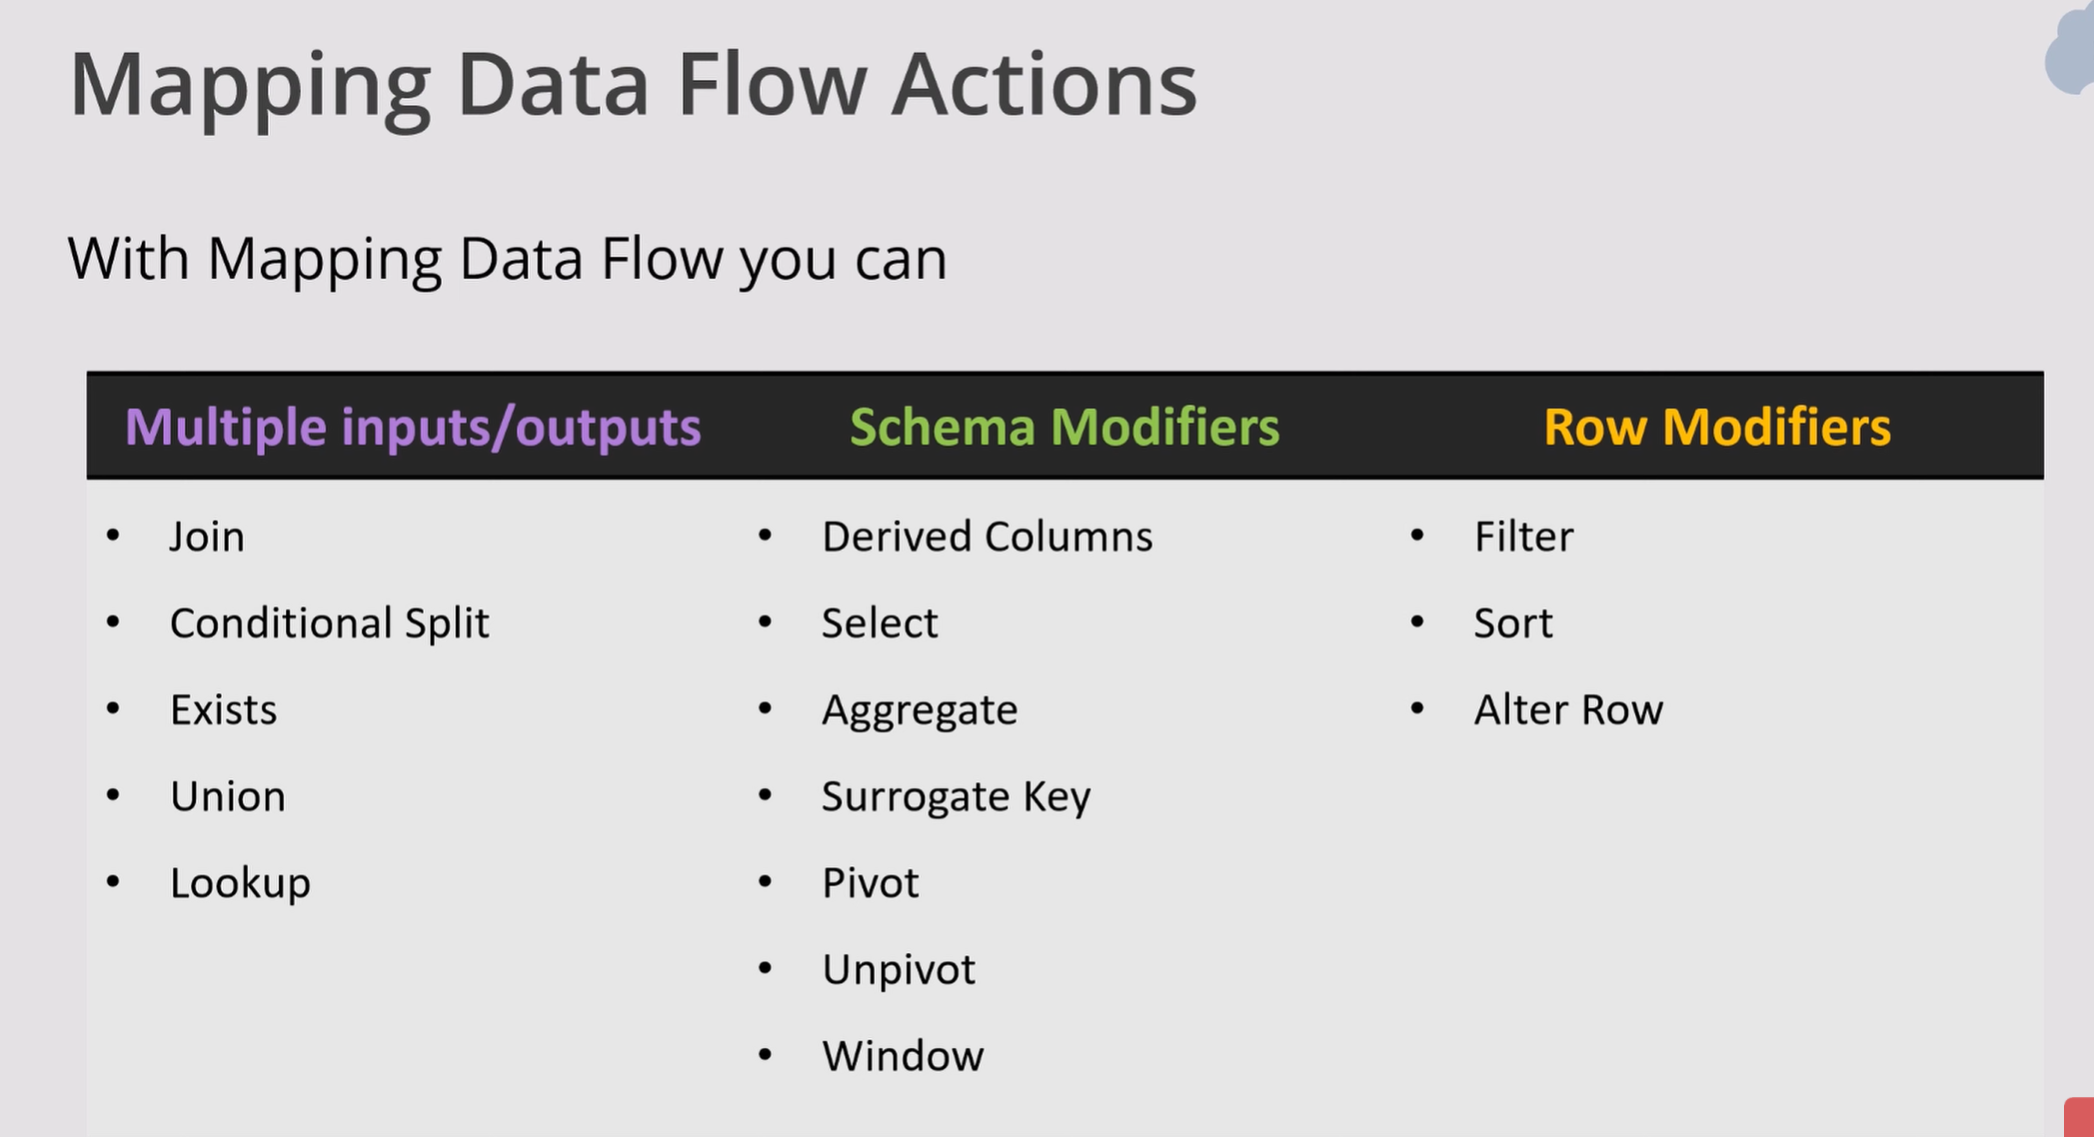 Mapping Data Flow Actions
With Mapping Data Flow you can
Multiple inputs/outputs
• Join
• Conditional Split
• Exists
• Union
• Lookup
Schema Modifiers
• Derived Columns
• Select
• Aggregate
• Surrogate Key
• Pivot
• Unpivot
• Window
Row Modifiers
• Filter
• Sort
• Alter Row